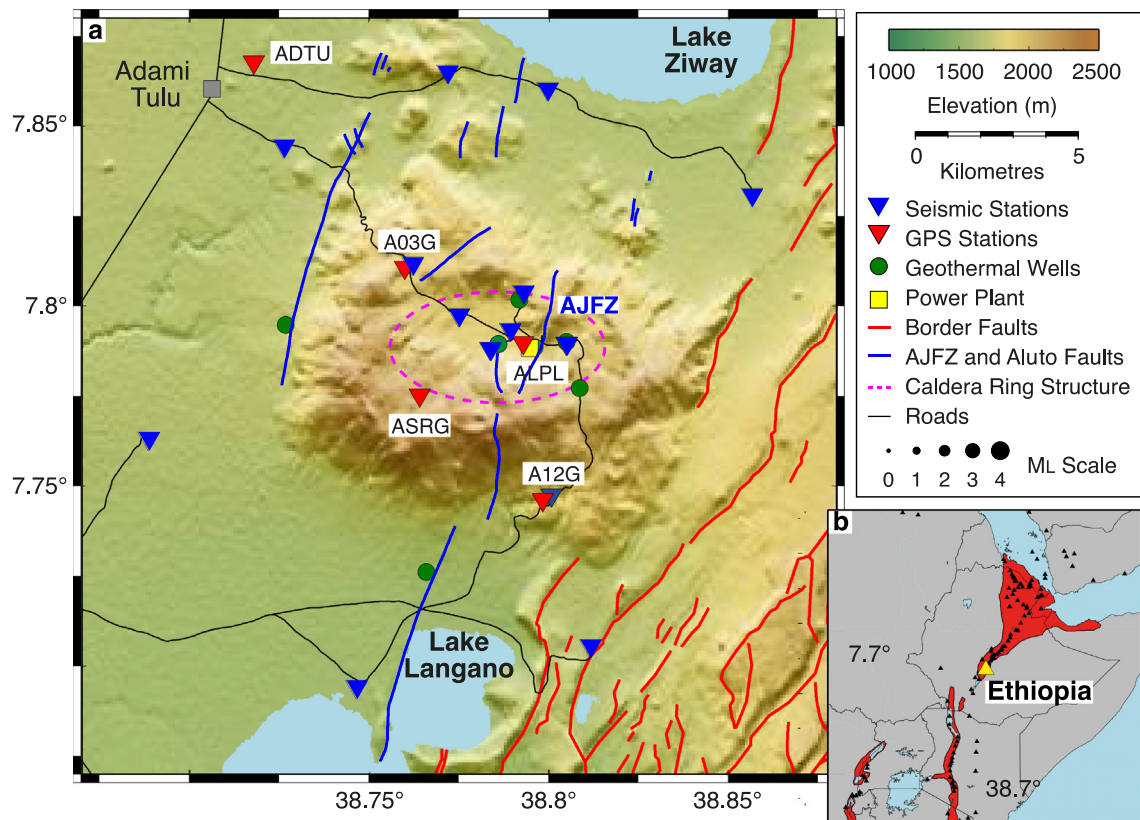 a
ADTU
Adami
Tulu
Lake
Ziway
A03G
AJFZ
ALPL
ASRG
A12G
Lake
Langano
7.85°
7.8°
7.75°
7.7°
38.75°
38.8°
38.85°
38.7°
1000 1500 2000 2500
Elevation (m)
0 5
Kilometres
Seismic Stations
GPS Stations
Geothermal Wells
Power Plant
Border Faults
AJFZ and Aluto Faults
Caldera Ring Structure
Roads
0 1 2 3 4
ML Scale
b
Ethiopia